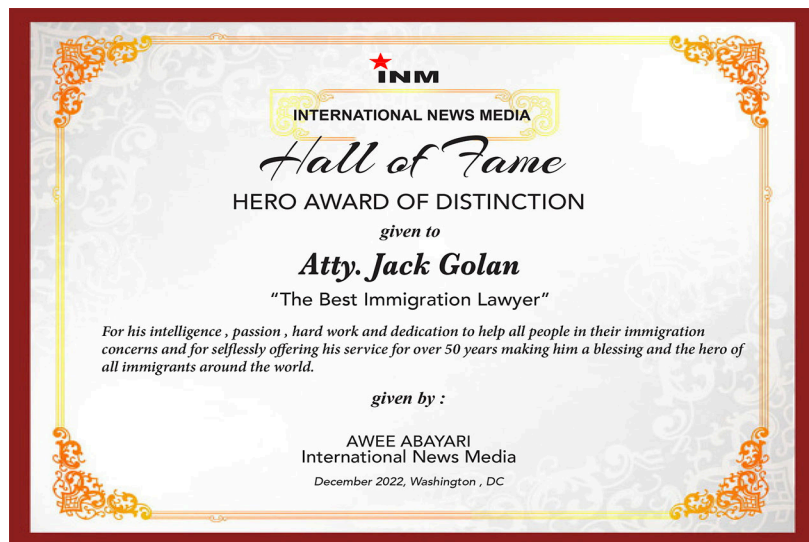 INM
INTERNATIONAL NEWS MEDIA
Hall of Fame
HERO AWARD OF DISTINCTION
given to
Atty. Jack Golan
“The Best Immigration Lawyer”
For his intelligence , passion , hard work and dedication to help all people in their immigration
concerns and for selflessly offering his service for over 50 years making him a blessing and the hero of
all immigrants around the world.
given by :
AWEE ABAYARI
International News Media
December 2022, Washington , DC